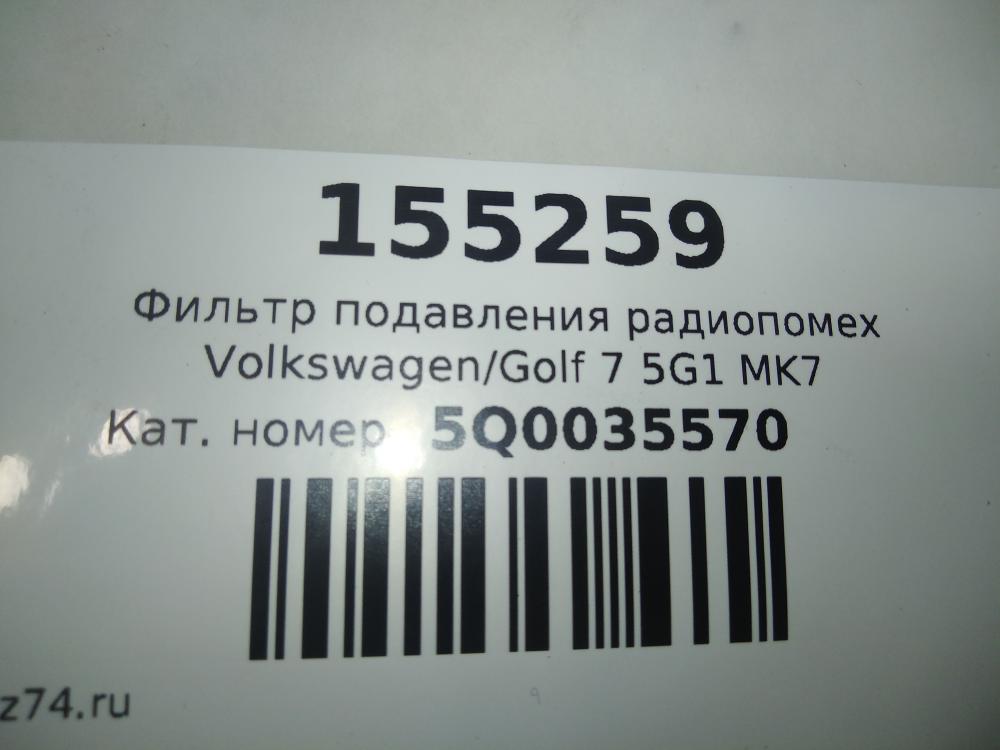 155259
Фильтр подавления радиопомех
Volkswagen/Golf 7 5G1 MK7
Кат. номер 5Q0035570
z74.ru